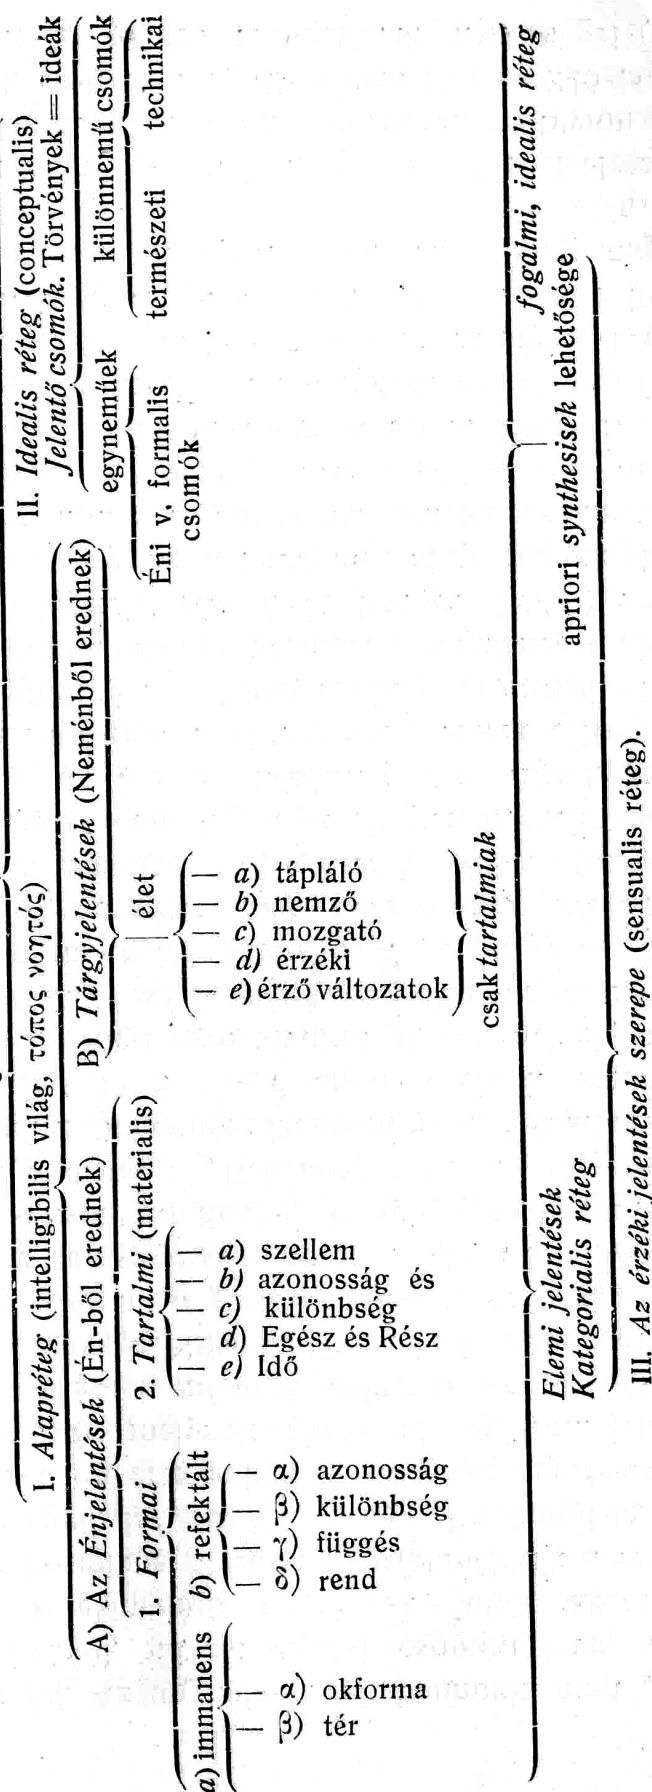 I. Alapréteg (intelligibilis világ, τόπος νοητός)
A) Az Énjelentések (Én-ből erednek)
1. Formai
a) immanens
— α) okforma
— β) tér
b) refektált
— α) azonosság
— β) különbség
— γ) függés
— δ) rend
2. Tartalmi (materialis)
— a) szellem
— b) azonosság és
— c) különbség
— d) Egész és Rész
— e) Idő
B) Tárgyjelentések (Neménből erednek)
élet
— a) tápláló
— b) nemző
— c) mozgató
— d) érzéki
— e) érző változatok
csak tartalmiak
II. Idealis réteg (conceptualis)
Jelentő csomók. Törvények = ideák
egyneműek
Éni v. formalis
csomók
különnemű csomók
természeti technikai
Elemi jelentések
Kategorialis réteg
fogalmi, idealis réteg
apriori synthesisek lehetősége
III. Az érzéki jelentések szerepe (sensualis réteg).